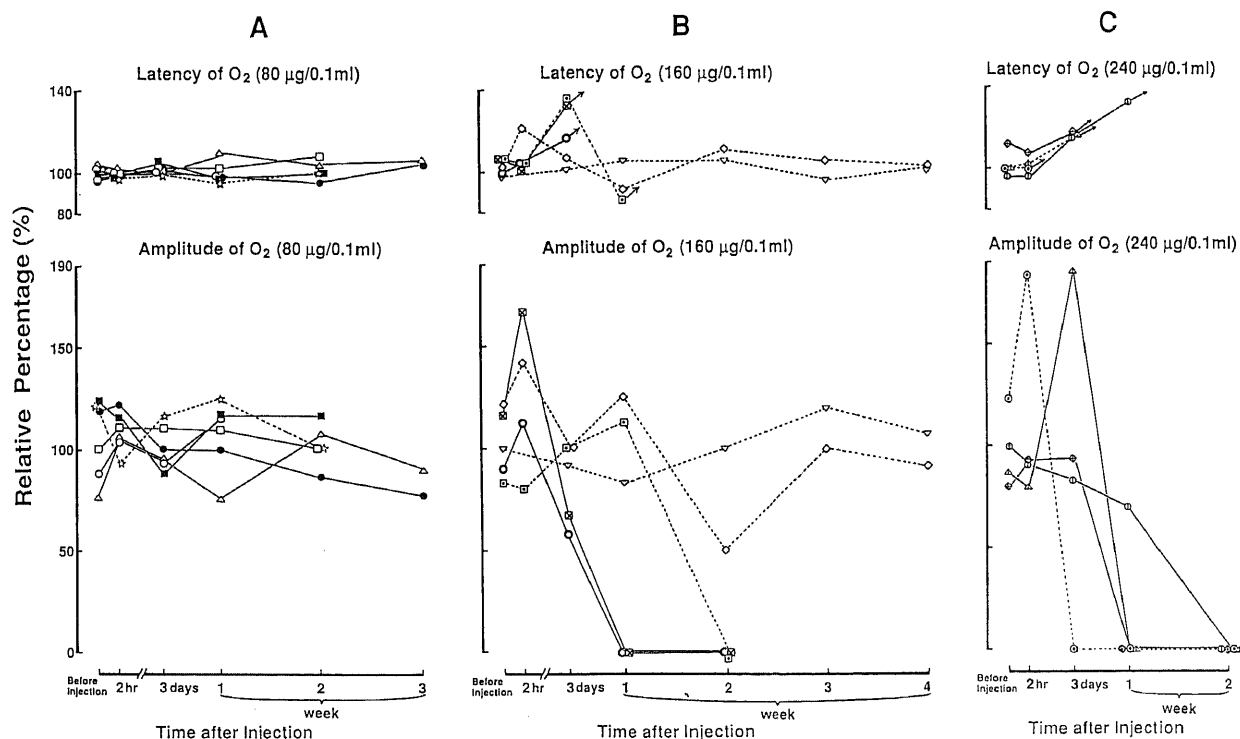 A
B
C
Latency of O2 (80 µg/0.1ml)
Latency of O2 (160 µg/0.1ml)
Latency of O2 (240 µg/0.1ml)
140
100
80
Amplitude of O2 (80 µg/0.1ml)
Amplitude of O2 (160 µg/0.1ml)
Amplitude of O2 (240 µg/0.1ml)
Relative Percentage (%)
190
150
100
50
0
Before Injection 2 hr 3 days 1 2 3
week
Time after Injection
Before Injection 2 hr 3 days 1 2 3 4
week
Time after Injection
Before Injection 2 hr 3 days 1 2
week
Time after Injection